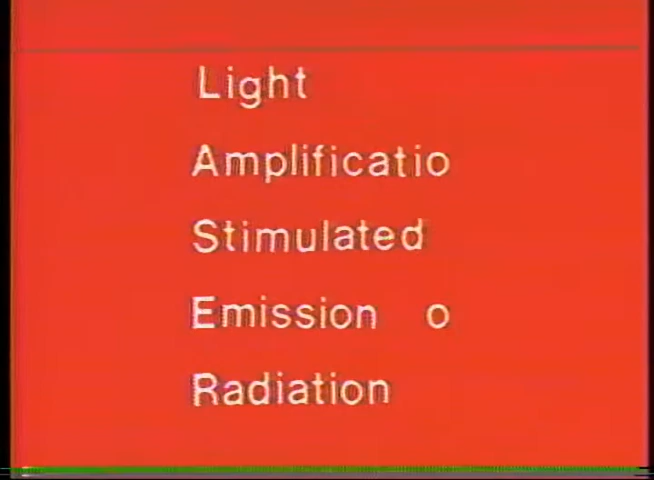 Light
Amplificatio
Stimulated
Emission o
Radiation